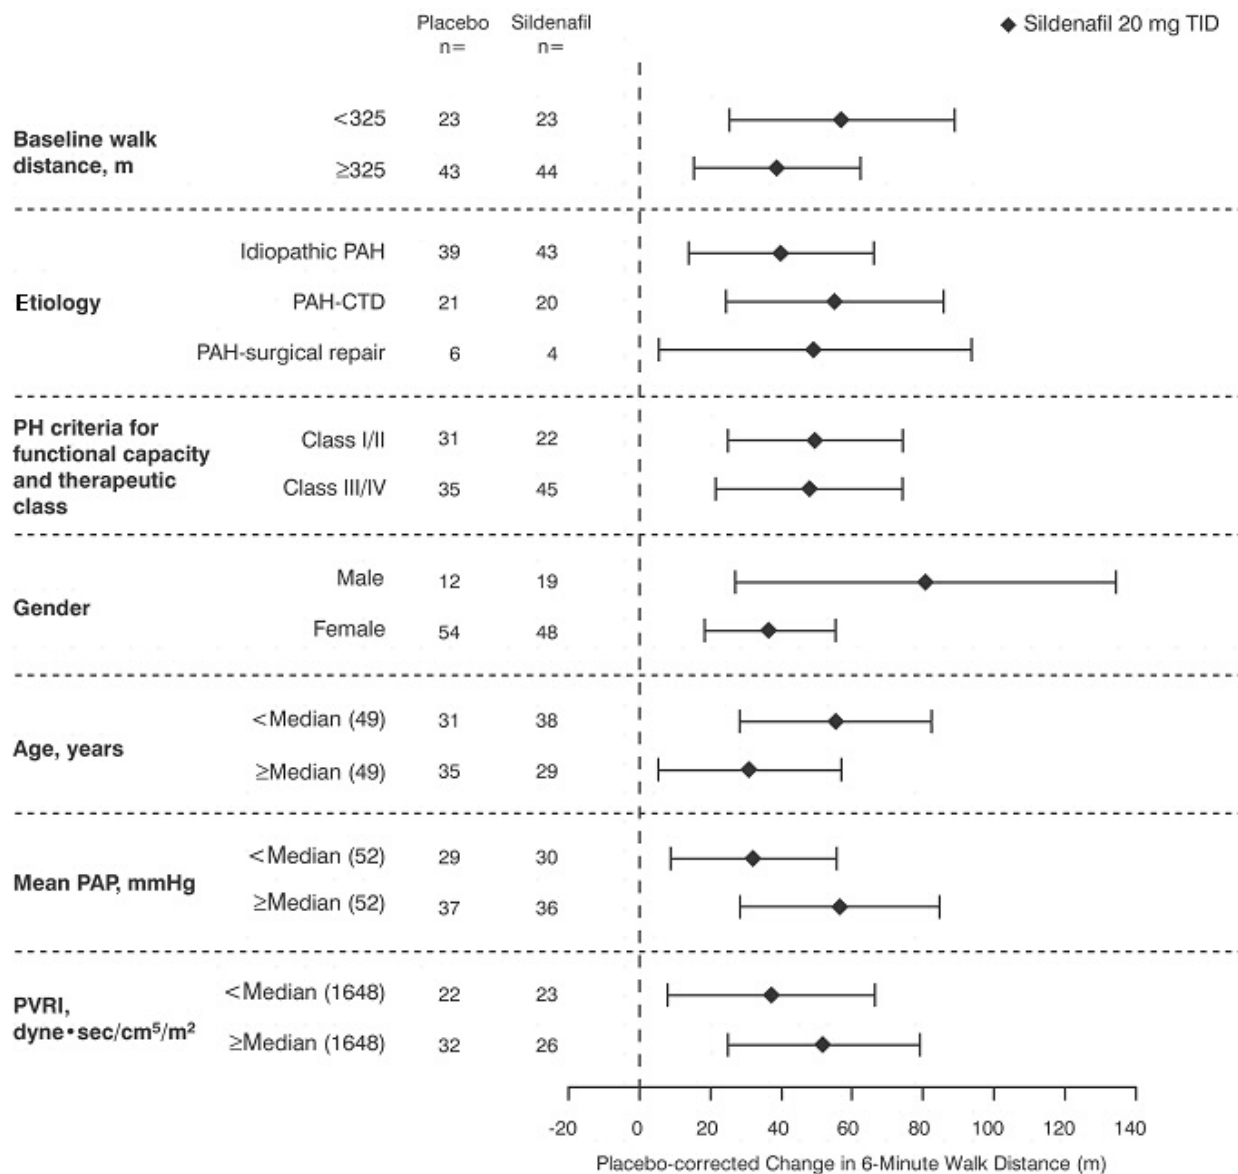 Placebo Sildenafil
n= n=
◆ Sildenafil 20 mg TID
Baseline walk
distance, m
<325 23 23
≥325 43 44
Etiology
Idiopathic PAH 39 43
PAH-CTD 21 20
PAH-surgical repair 6 4
PH criteria for
functional capacity
and therapeutic
class
Class I/II 31 22
Class III/IV 35 45
Gender
Male 12 19
Female 54 48
Age, years
<Median (49) 31 38
≥Median (49) 35 29
Mean PAP, mmHg
<Median (52) 29 30
≥Median (52) 37 36
PVRI,
dyne•sec/cm⁵/m²
<Median (1648) 22 23
≥Median (1648) 32 26
-20 0 20 40 60 80 100 120 140
Placebo-corrected Change in 6-Minute Walk Distance (m)